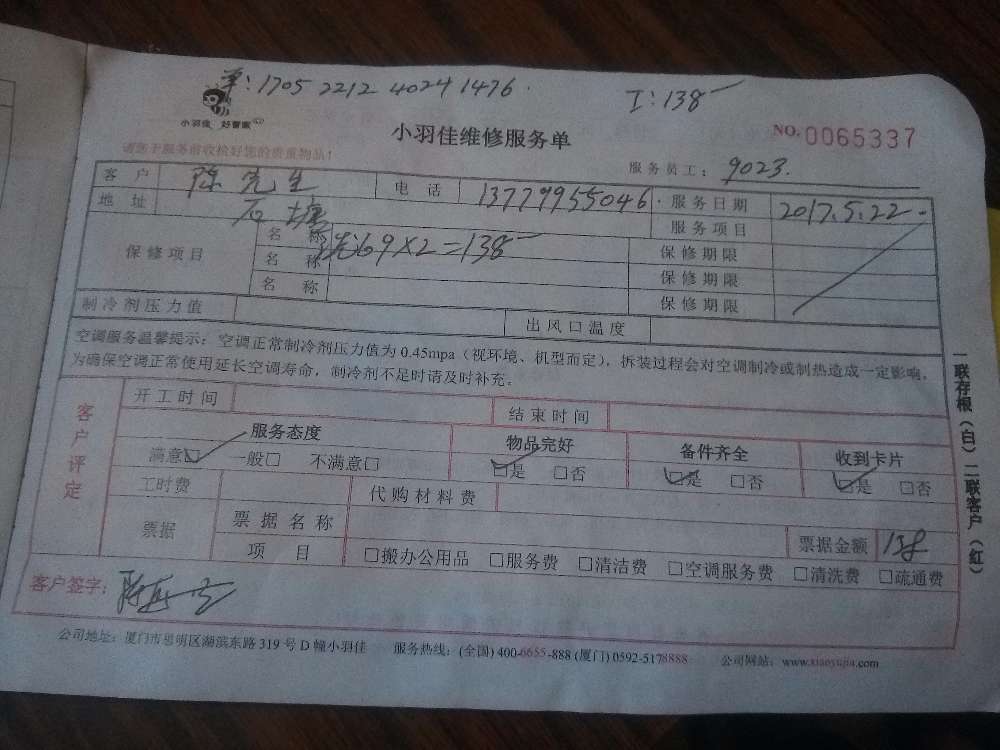 单:1705 2212 4024 1476
工:138
小羽佳 好管家
小羽佳维修服务单
NO.0065337
请您于服务前收检好您的贵重物品!
服务员工: 9023
客户 陈先生 电话 13779955046 服务日期 2017.5.22
地址 石塘 服务项目
保修项目 名称 洗69×2=138 保修期限
名称 保修期限
名称 保修期限
制冷剂压力值 出风口温度
空调服务温馨提示:空调正常制冷剂压力值为0.45mpa(视环境、机型而定),拆装过程会对空调制冷或制热造成一定影响,
为确保空调正常使用延长空调寿命,制冷剂不足时请及时补充。
客户评定
开工时间 结束时间
服务态度 物品完好 备件齐全 收到卡片
满意☑ 一般□ 不满意□ ☑是 □否 ☑是 □否 ☑是 □否
工时费 代购材料费
票据 票据名称 票据金额 138
项目 □搬办公用品 □服务费 □清洁费 □空调服务费 □清洗费 □疏通费
客户签字:
公司地址:厦门市思明区湖滨东路319号D幢小羽佳 服务热线:(全国)400-6655-888(厦门)0592-5178888 公司网站:www.xiaoyujia.com
一联存根(白)二联客户(红)